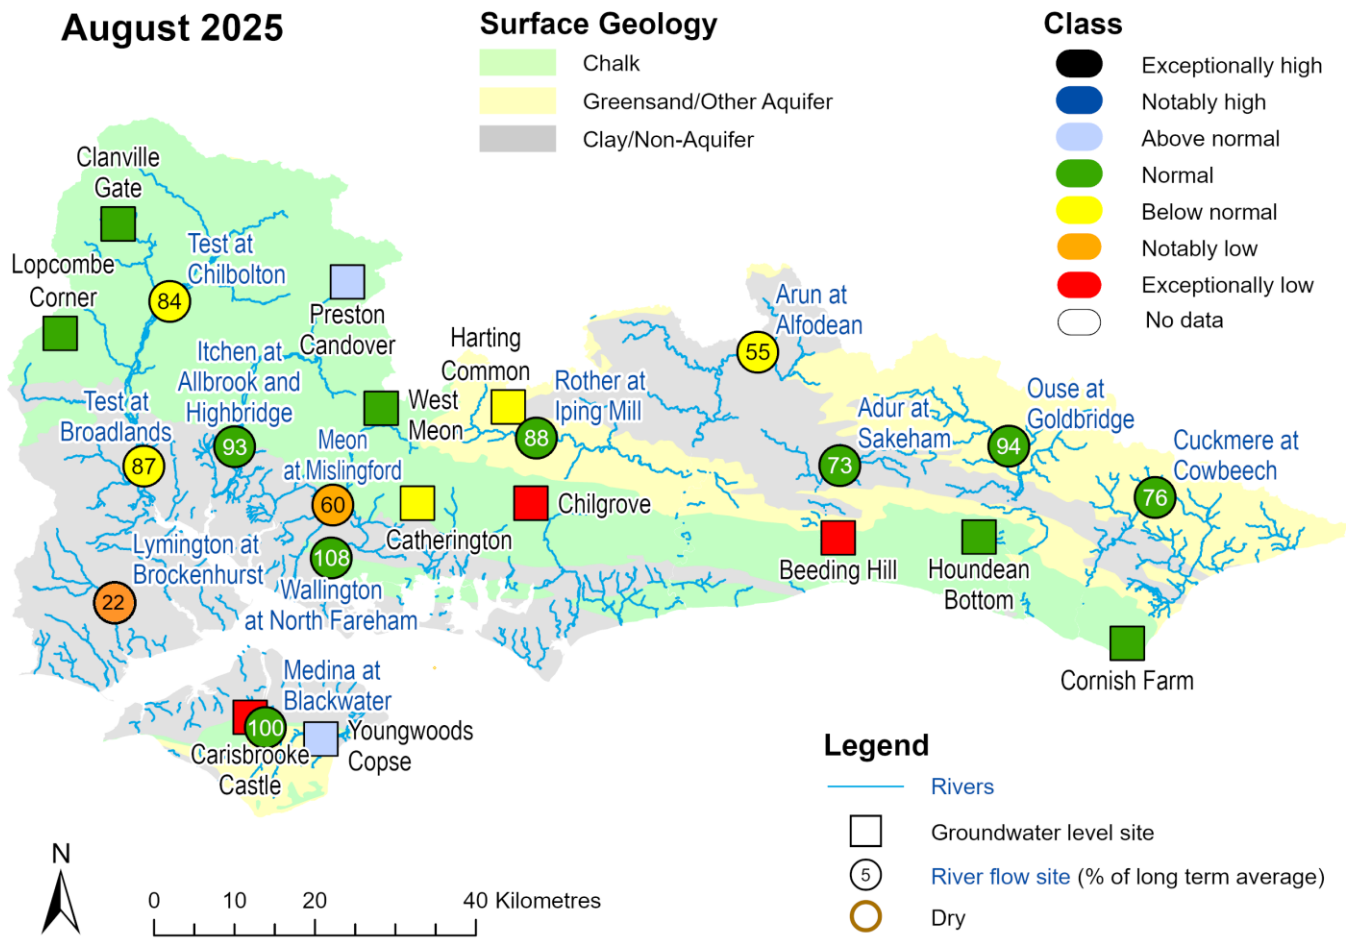 August 2025
Surface Geology
Chalk
Greensand/Other Aquifer
Clay/Non-Aquifer
Class
Exceptionally high
Notably high
Above normal
Normal
Below normal
Notably low
Exceptionally low
No data
Clanville
Gate
Lopcombe
Corner
Test at
Chilbolton
84
Preston
Candover
Itchen at
Allbrook and
Highbridge
93
Test at
Broadlands
87
West
Meon
Meon
at Mislingford
60
Harting
Common
Rother at
Iping Mill
88
Arun at
Alfodean
55
Adur at
Sakeham
73
Ouse at
Goldbridge
94
Cuckmere at
Cowbeech
76
Catherington
Chilgrove
108
Wallington
at North Fareham
Lymington at
Brockenhurst
22
Beeding Hill
Houndean
Bottom
Cornish Farm
Medina at
Blackwater
100
Carisbrooke
Castle
Youngwoods
Copse
N
0 10 20 40 Kilometres
Legend
Rivers
Groundwater level site
5
River flow site (% of long term average)
Dry